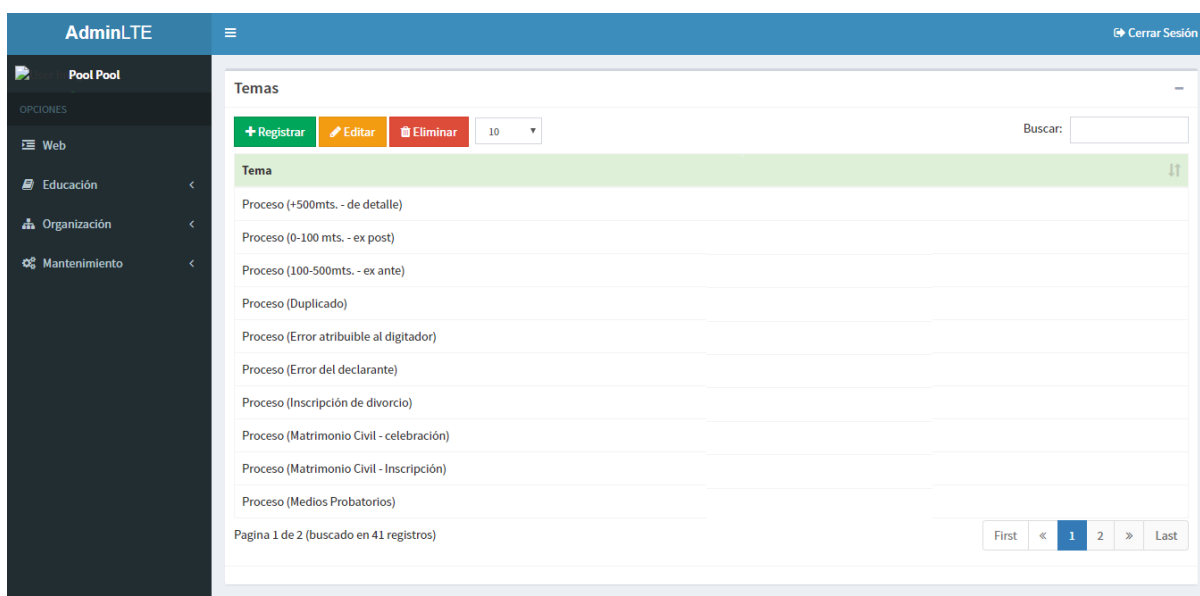 AdminLTE
Cerrar Sesión
Pool Pool
OPCIONES
Web
Educación
Organización
Mantenimiento
Temas
Registrar
Editar
Eliminar
10
Buscar:
Tema
Proceso (+500mts. - de detalle)
Proceso (0-100 mts. - ex post)
Proceso (100-500mts. - ex ante)
Proceso (Duplicado)
Proceso (Error atribuible al digitador)
Proceso (Error del declarante)
Proceso (Inscripción de divorcio)
Proceso (Matrimonio Civil - celebración)
Proceso (Matrimonio Civil - Inscripción)
Proceso (Medios Probatorios)
Pagina 1 de 2 (buscado en 41 registros)
First « 1 2 » Last